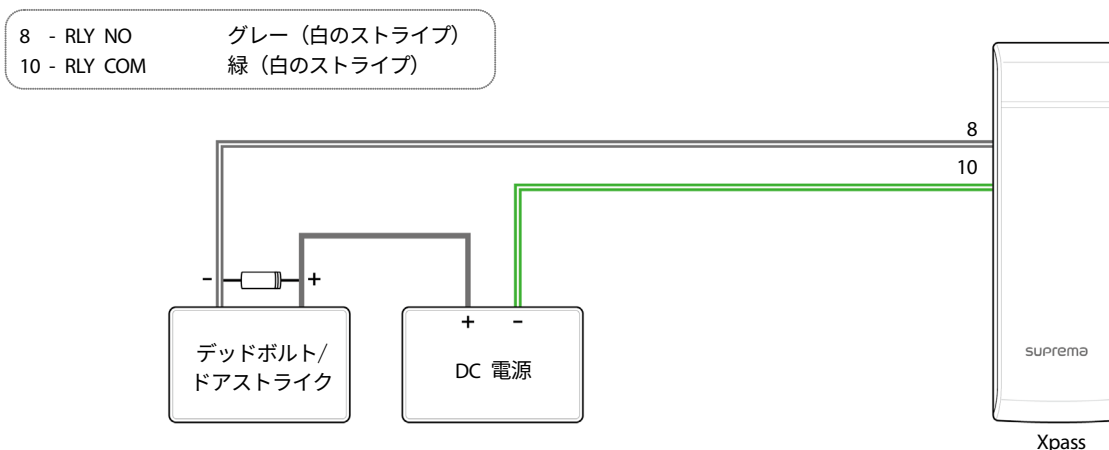 8 - RLY NO グレー（白のストライプ）
10 - RLY COM 緑（白のストライプ）
8
10
- +
+ -
デッドボルト/
ドアストライク
DC 電源
suprema
Xpass